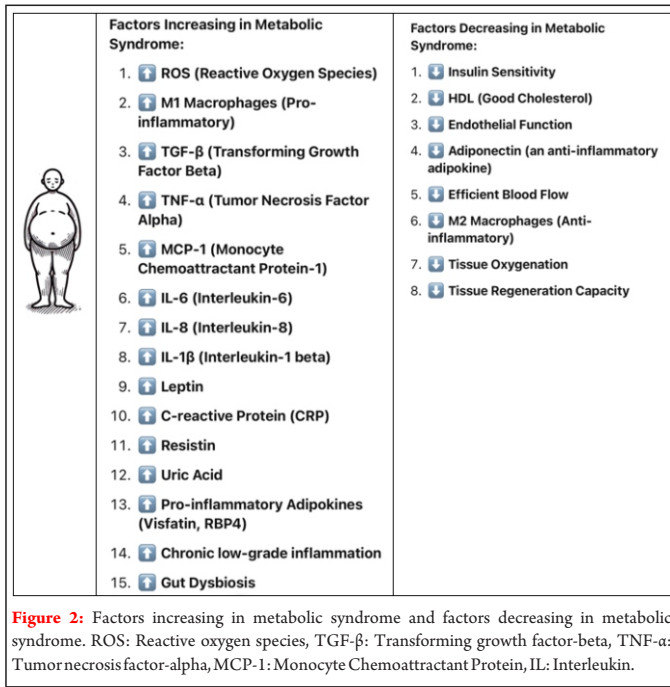 Factors Increasing in Metabolic
Syndrome:
1. ⬆️ ROS (Reactive Oxygen Species)
2. ⬆️ M1 Macrophages (Pro-
inflammatory)
3. ⬆️ TGF-β (Transforming Growth
Factor Beta)
4. ⬆️ TNF-α (Tumor Necrosis Factor
Alpha)
5. ⬆️ MCP-1 (Monocyte
Chemoattractant Protein-1)
6. ⬆️ IL-6 (Interleukin-6)
7. ⬆️ IL-8 (Interleukin-8)
8. ⬆️ IL-1β (Interleukin-1 beta)
9. ⬆️ Leptin
10. ⬆️ C-reactive Protein (CRP)
11. ⬆️ Resistin
12. ⬆️ Uric Acid
13. ⬆️ Pro-inflammatory Adipokines
(Visfatin, RBP4)
14. ⬆️ Chronic low-grade inflammation
15. ⬆️ Gut Dysbiosis
Factors Decreasing in Metabolic
Syndrome:
1. ⬇️ Insulin Sensitivity
2. ⬇️ HDL (Good Cholesterol)
3. ⬇️ Endothelial Function
4. ⬇️ Adiponectin (an anti-inflammatory
adipokine)
5. ⬇️ Efficient Blood Flow
6. ⬇️ M2 Macrophages (Anti-
inflammatory)
7. ⬇️ Tissue Oxygenation
8. ⬇️ Tissue Regeneration Capacity
Figure 2: Factors increasing in metabolic syndrome and factors decreasing in metabolic
syndrome. ROS: Reactive oxygen species, TGF-β: Transforming growth factor-beta, TNF-α:
Tumor necrosis factor-alpha, MCP-1: Monocyte Chemoattractant Protein, IL: Interleukin.